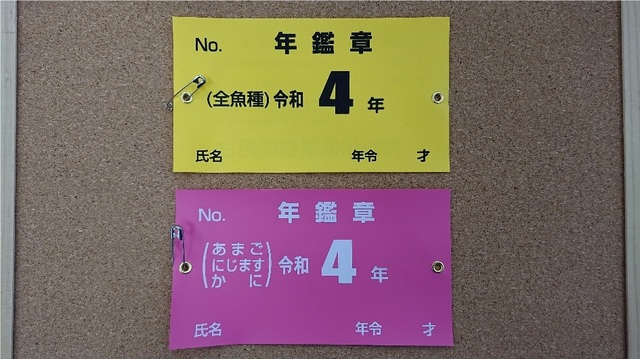 No. 年鑑章
(全魚種)令和4年
氏名 年令 才
No. 年鑑章
(あまご
にじます
かに)令和4年
氏名 年令 才